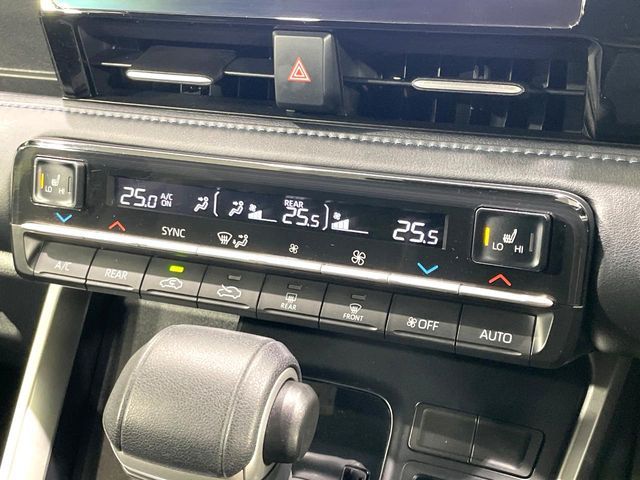 LO HI
25.0 A/C ON
REAR 25.5
25.5
LO HI
SYNC
A/C
REAR
REAR
FRONT
OFF
AUTO